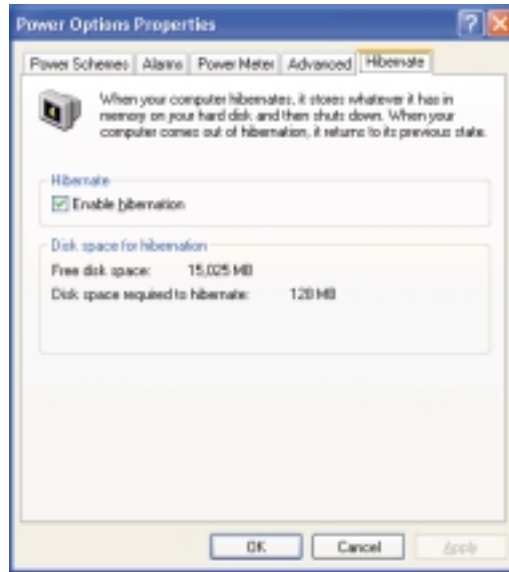 Power Options Properties
Power Schemes Alarms Power Meter Advanced Hibernate
When your computer hibernates, it stores whatever it has in
memory on your hard disk and then shuts down. When your
computer comes out of hibernation, it returns to its previous state.
Hibernate
Enable hibernation
Disk space for hibernation
Free disk space: 15,025 MB
Disk space required to hibernate: 128 MB
OK Cancel Apply